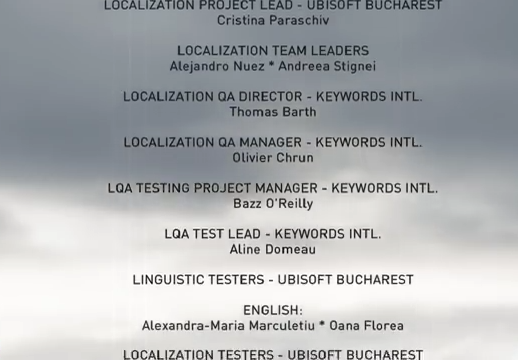 LOCALIZATION PROJECT LEAD - UBISOFT BUCHAREST
Cristina Paraschiv
LOCALIZATION TEAM LEADERS
Alejandro Nuez * Andreea Stignei
LOCALIZATION QA DIRECTOR - KEYWORDS INTL.
Thomas Barth
LOCALIZATION QA MANAGER - KEYWORDS INTL.
Olivier Chrun
LQA TESTING PROJECT MANAGER - KEYWORDS INTL.
Bazz O'Reilly
LQA TEST LEAD - KEYWORDS INTL.
Aline Domeau
LINGUISTIC TESTERS - UBISOFT BUCHAREST
ENGLISH:
Alexandra-Maria Marculetiu * Oana Florea
LOCALIZATION TESTERS - UBISOFT BUCHAREST